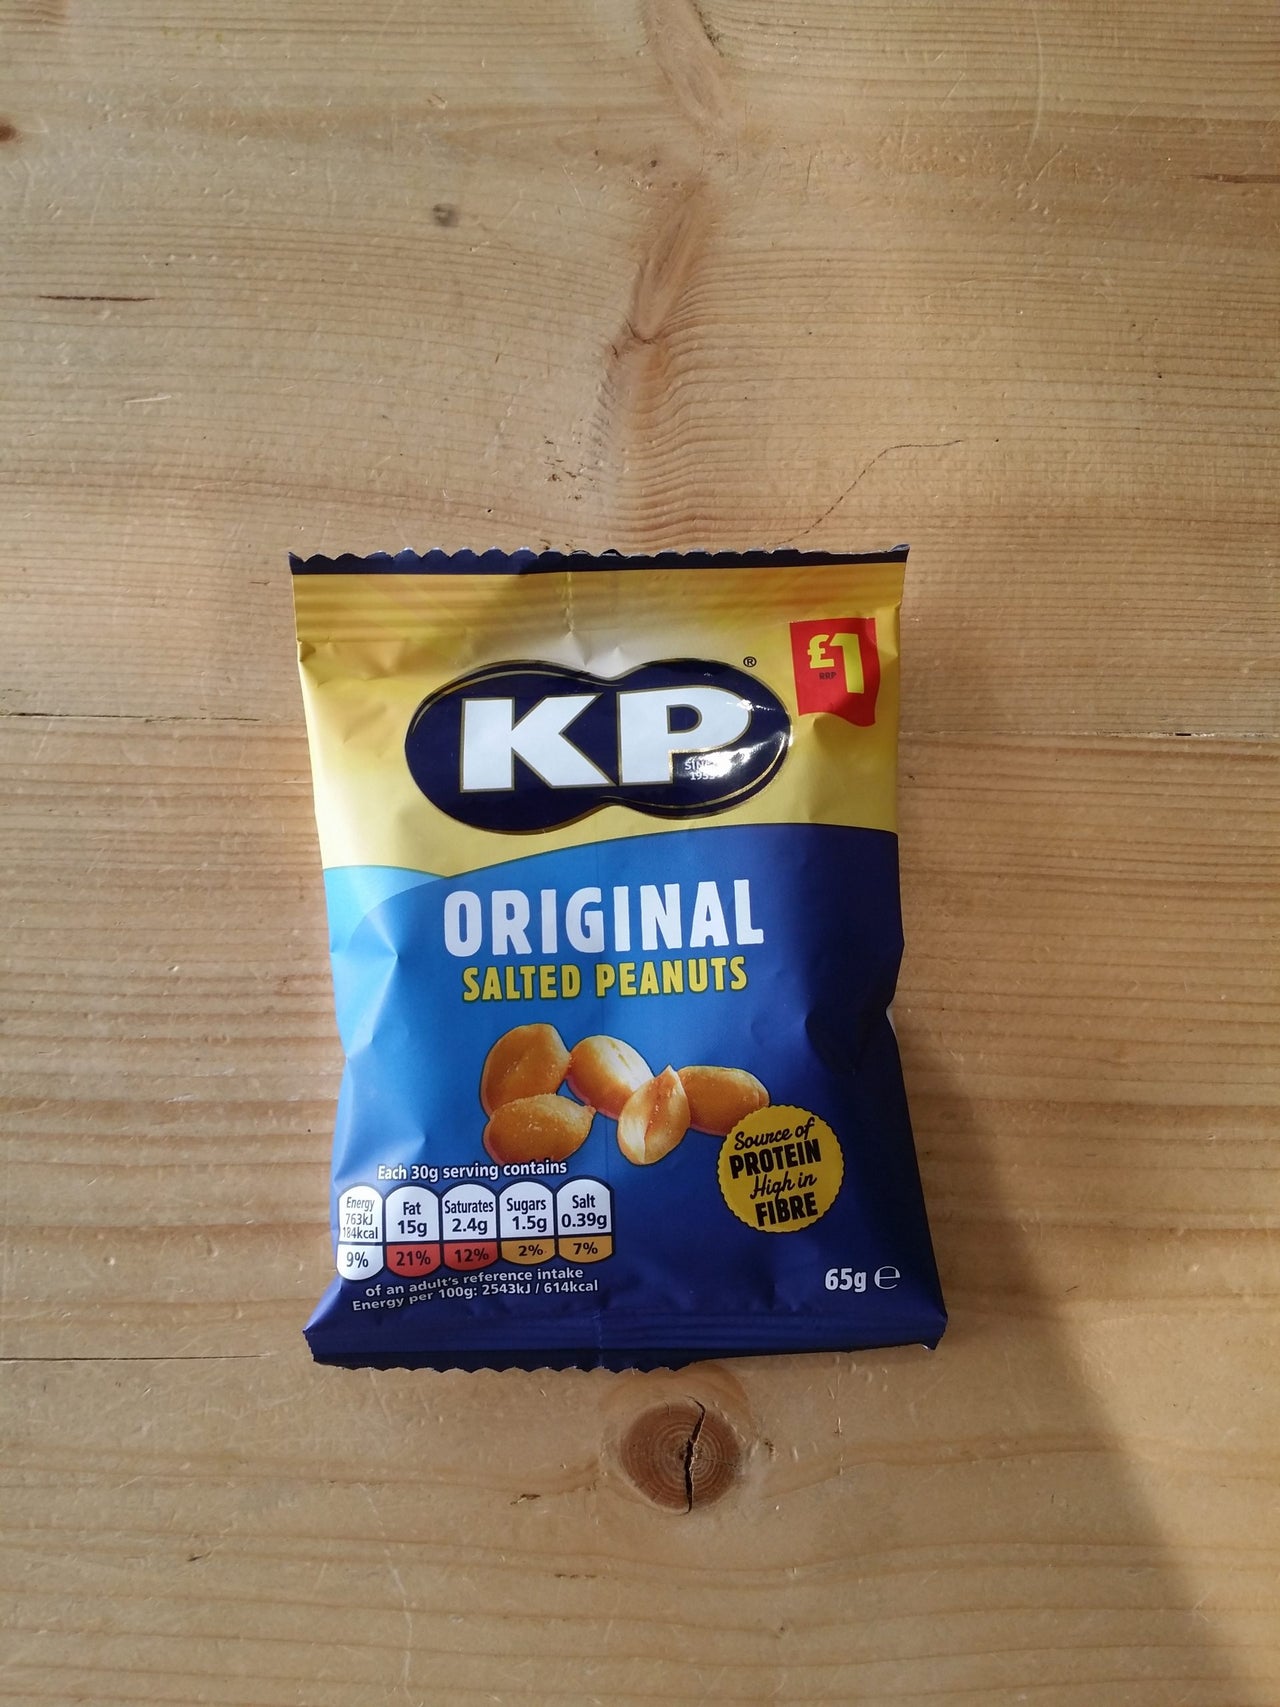 £1
RRP
KP®
SINCE
1953
ORIGINAL
SALTED PEANUTS
Source of
PROTEIN
High in
FIBRE
Each 30g serving contains
Energy
763kJ
184kcal
9%
Fat
15g
21%
Saturates
2.4g
12%
Sugars
1.5g
2%
Salt
0.39g
7%
of an adult's reference intake
Energy per 100g: 2543kJ / 614kcal
65g ℮